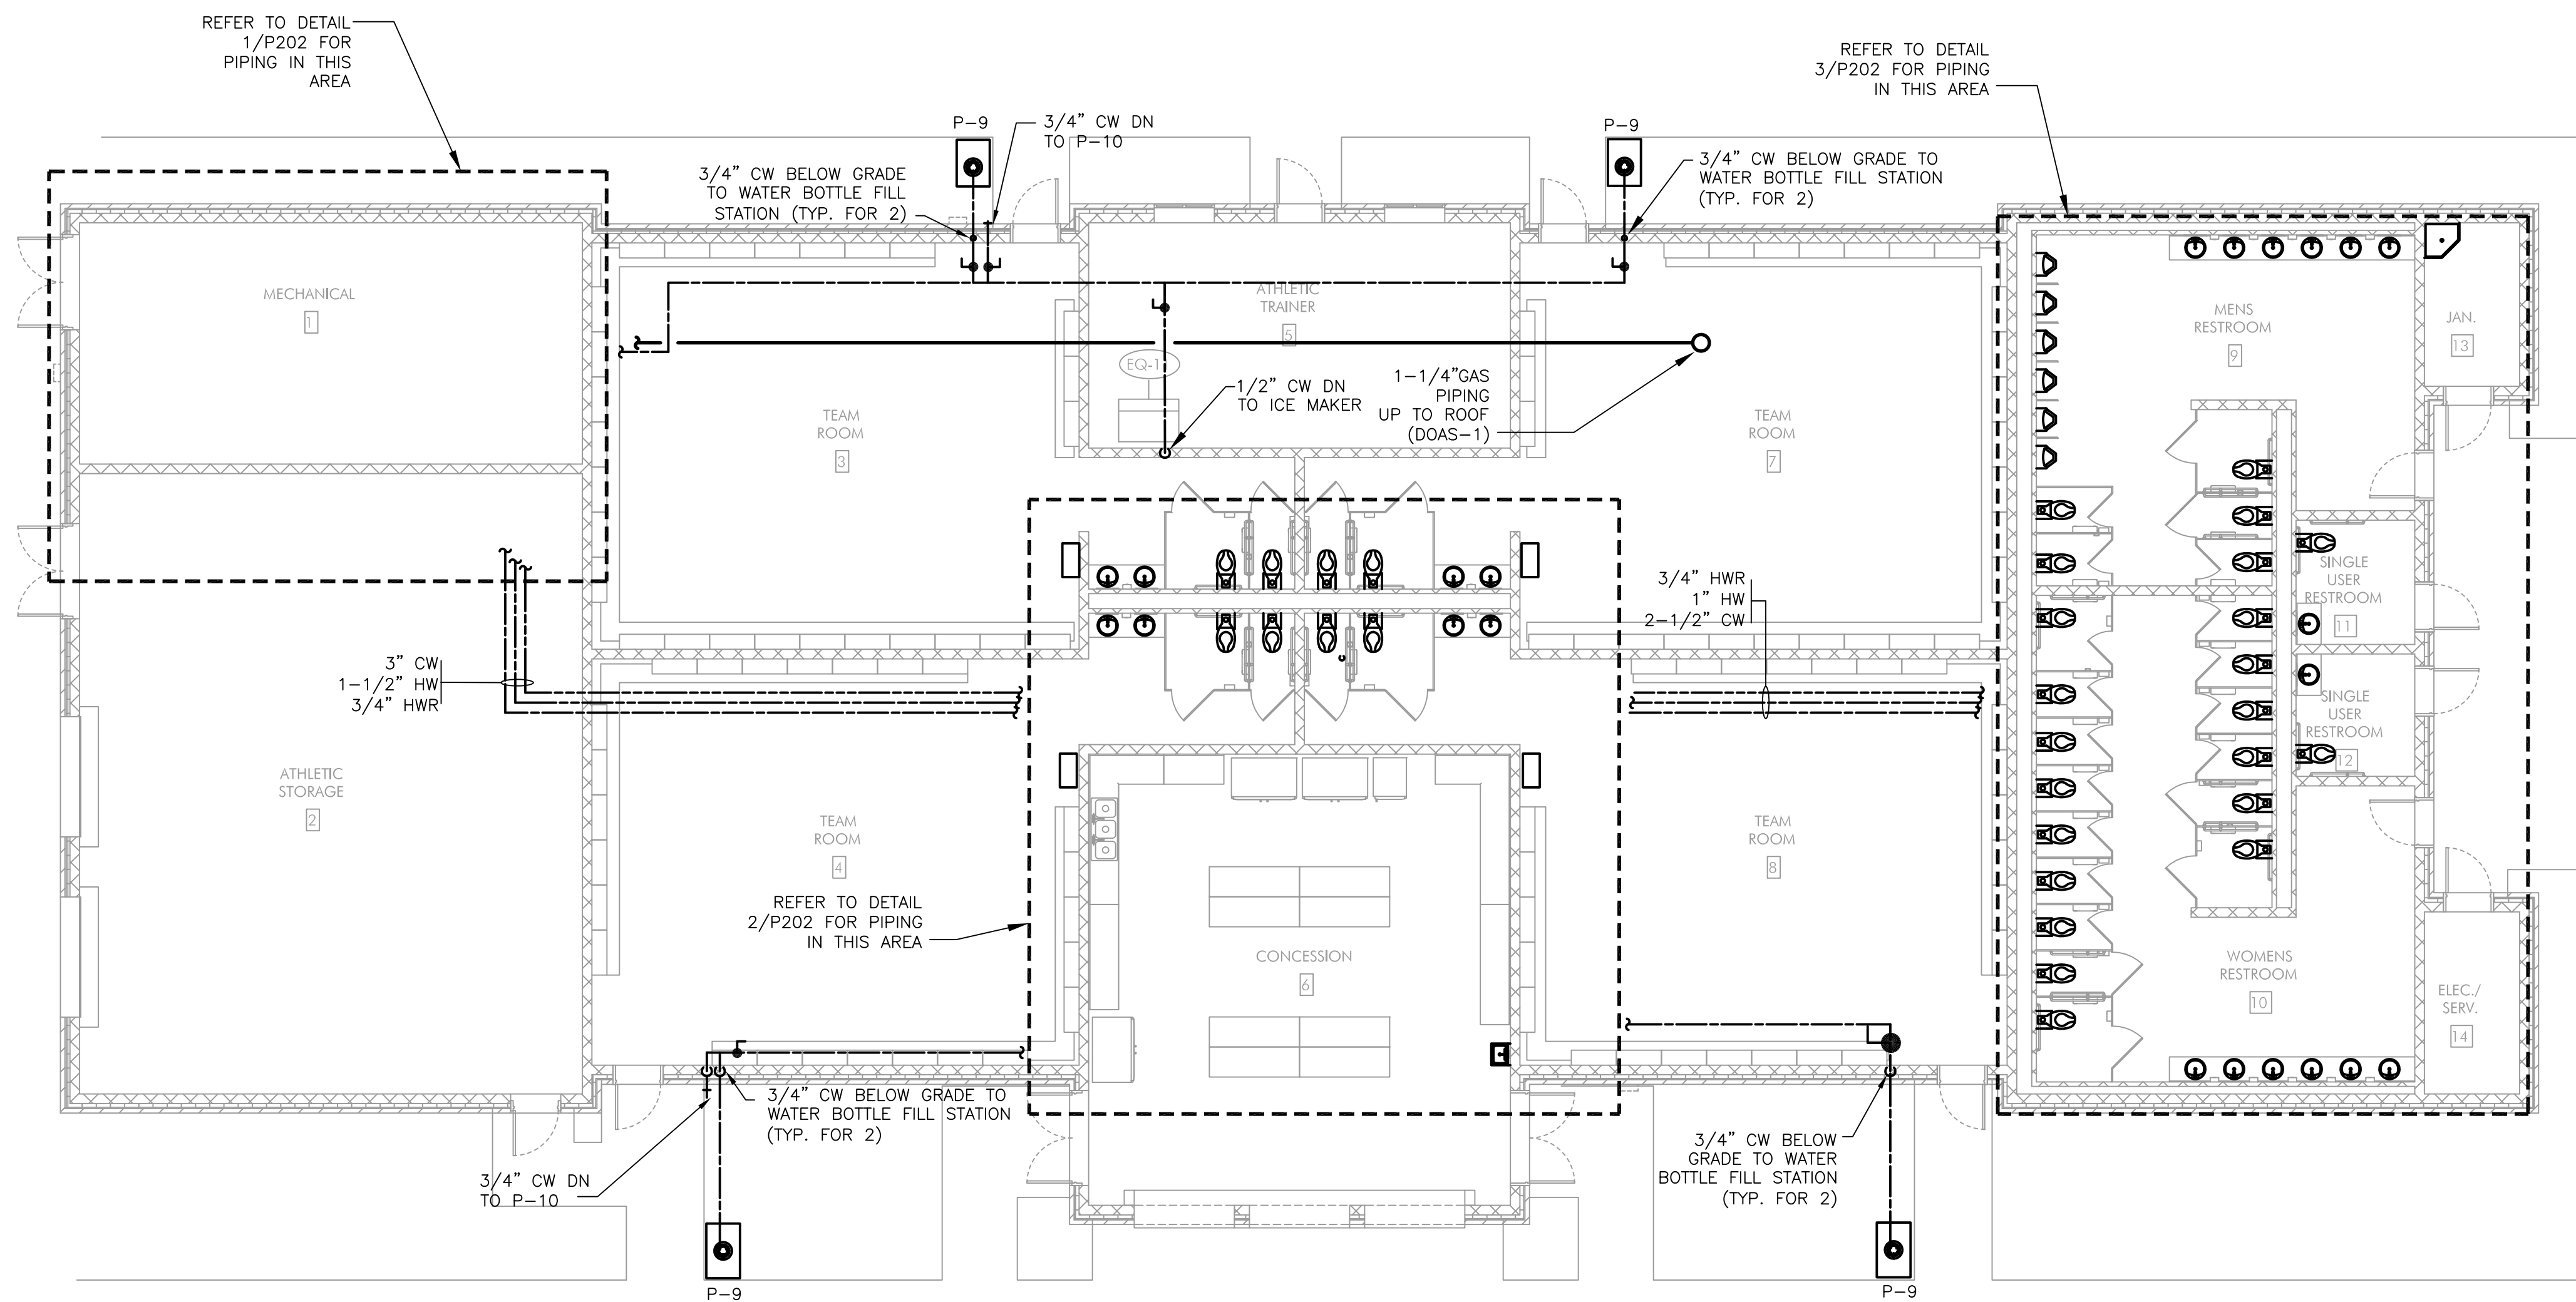 REFER TO DETAIL
1/P202 FOR
PIPING IN THIS
AREA
REFER TO DETAIL
3/P202 FOR PIPING
IN THIS AREA
P-9
3/4" CW DN
TO P-10
P-9
3/4" CW BELOW GRADE
TO WATER BOTTLE FILL
STATION (TYP. FOR 2)
3/4" CW BELOW GRADE TO
WATER BOTTLE FILL STATION
(TYP. FOR 2)
MECHANICAL
1
ATHLETIC
TRAINER
5
MENS
RESTROOM
9
JAN.
13
EQ-1
1/2" CW DN
TO ICE MAKER
1-1/4"GAS
PIPING
UP TO ROOF
(DOAS-1)
TEAM
ROOM
3
TEAM
ROOM
7
3/4" HWR
1" HW
2-1/2" CW
SINGLE
USER
RESTROOM
11
3" CW
1-1/2" HW
3/4" HWR
SINGLE
USER
RESTROOM
12
ATHLETIC
STORAGE
2
TEAM
ROOM
4
TEAM
ROOM
8
REFER TO DETAIL
2/P202 FOR PIPING
IN THIS AREA
CONCESSION
6
WOMENS
RESTROOM
10
ELEC./
SERV.
14
3/4" CW BELOW GRADE TO
WATER BOTTLE FILL STATION
(TYP. FOR 2)
3/4" CW DN
TO P-10
3/4" CW BELOW
GRADE TO WATER
BOTTLE FILL STATION
(TYP. FOR 2)
P-9
P-9